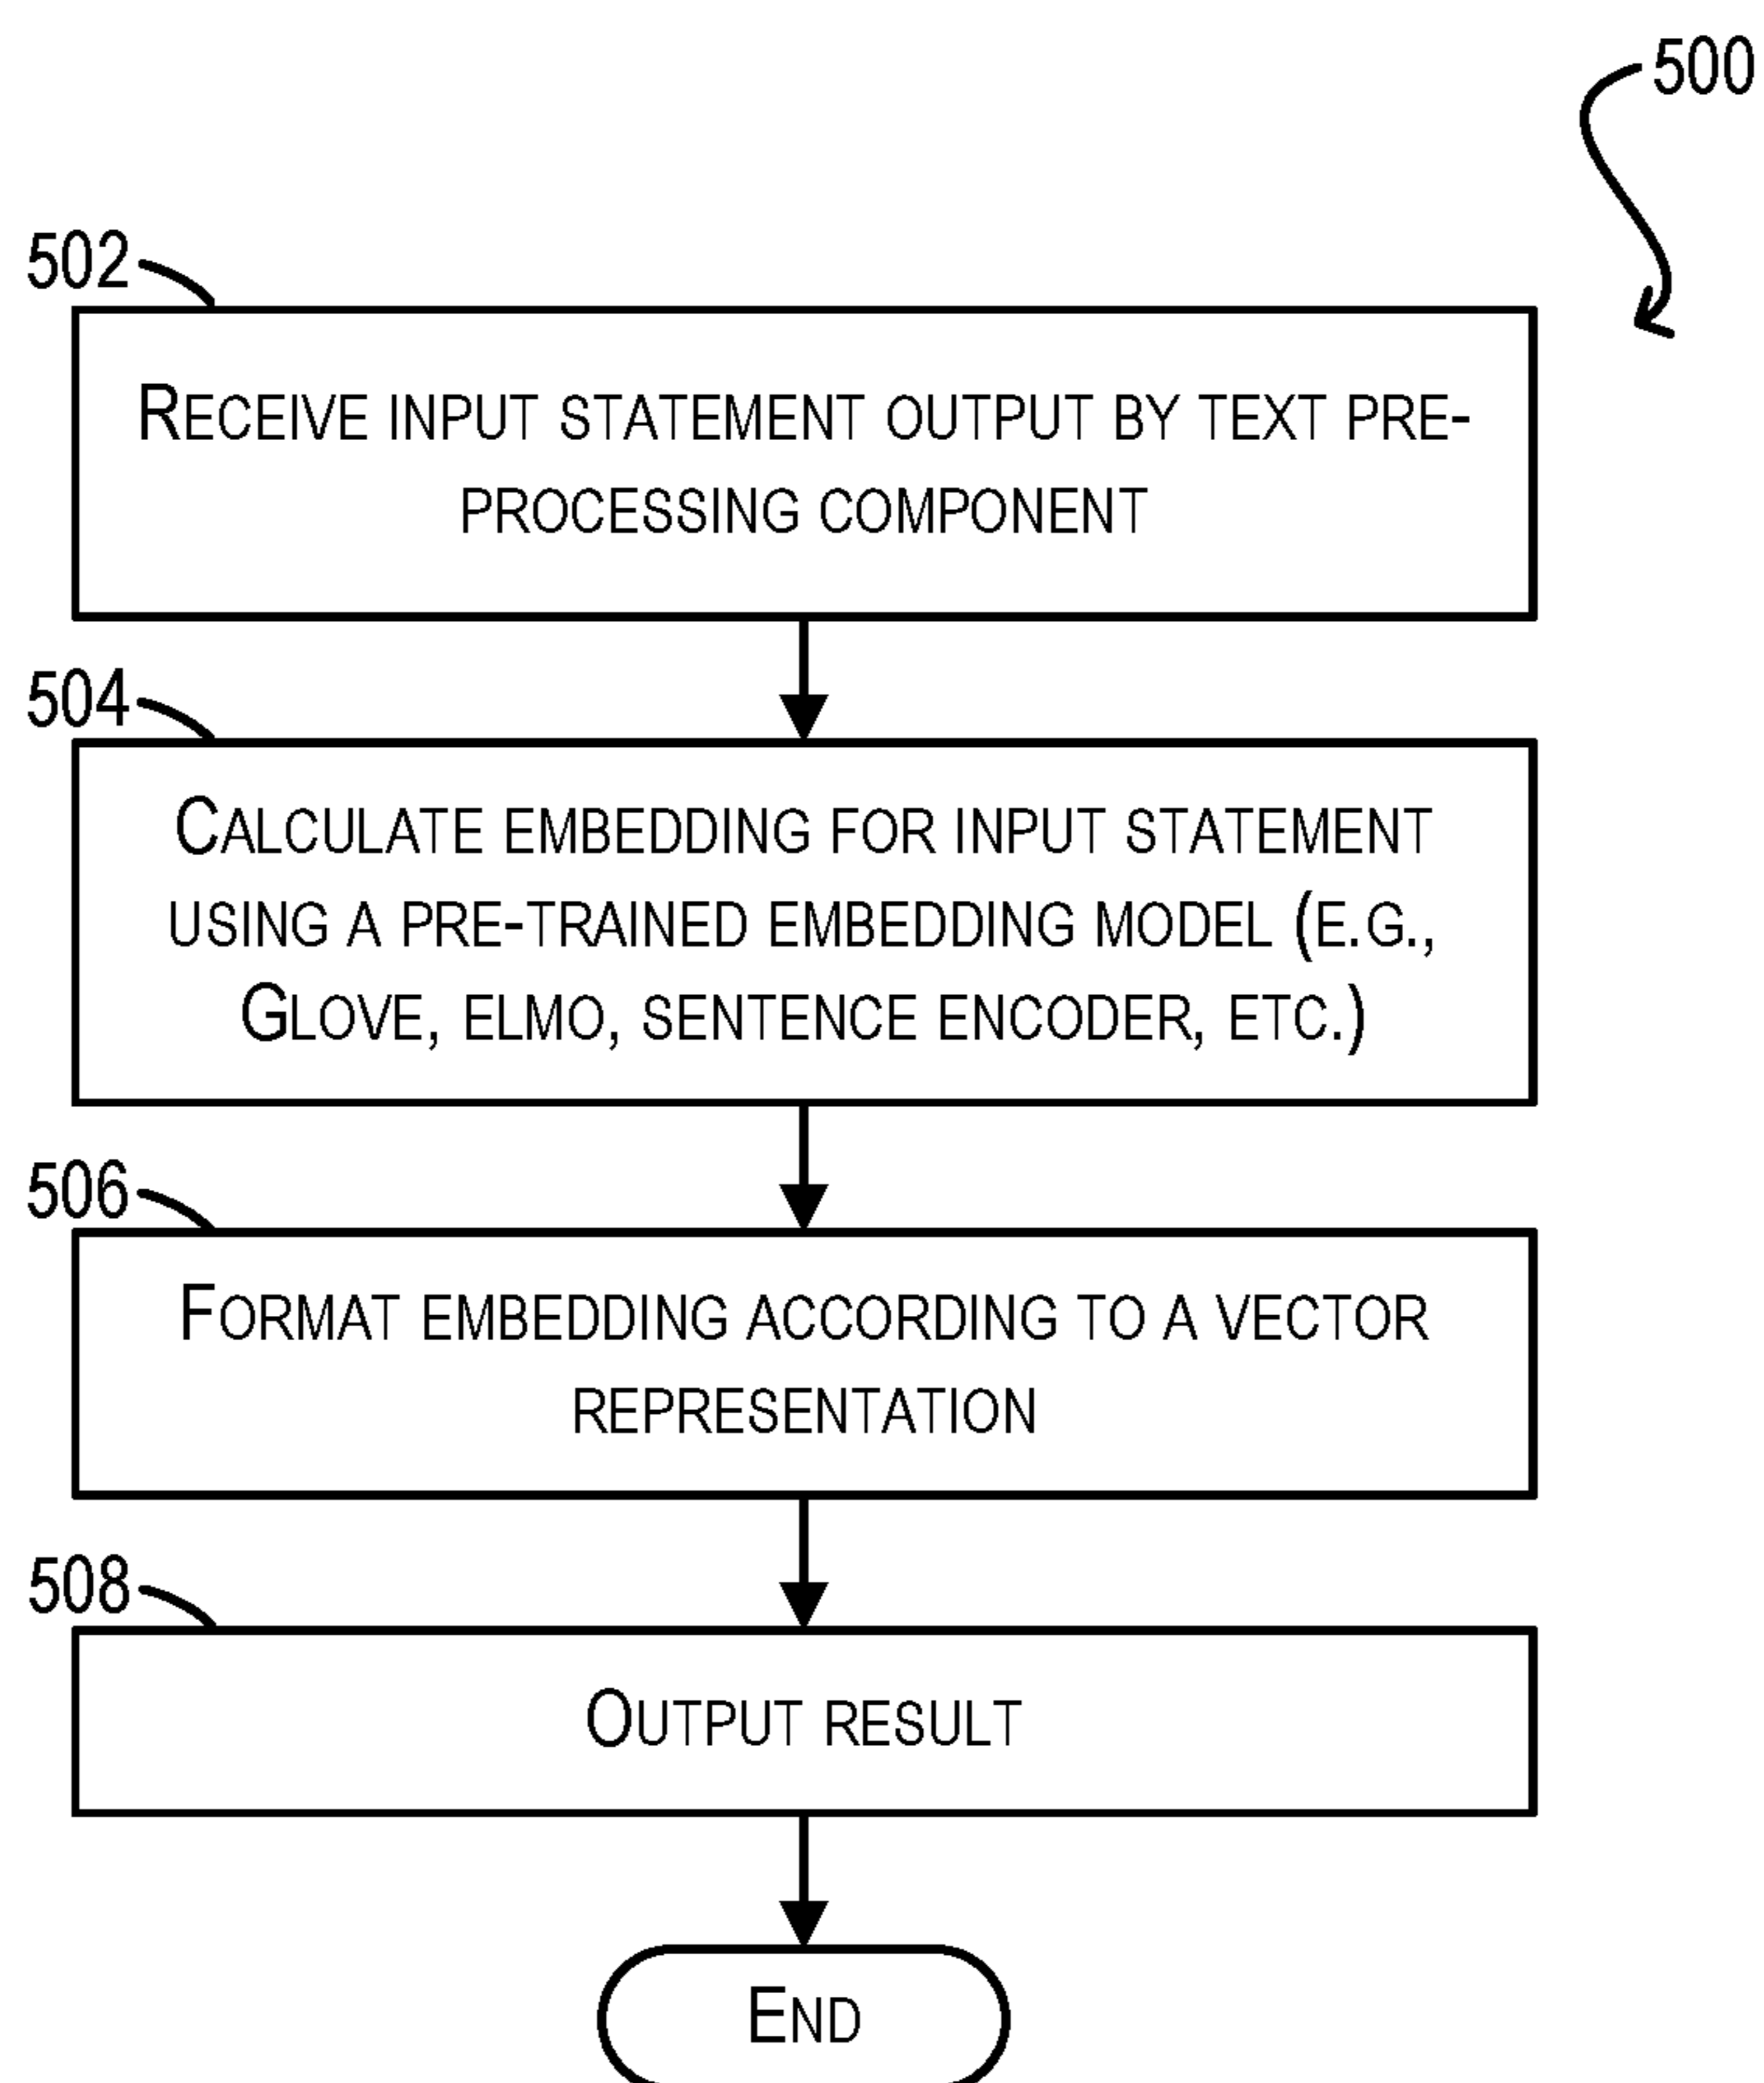 500
502
RECEIVE INPUT STATEMENT OUTPUT BY TEXT PRE-
PROCESSING COMPONENT
504
CALCULATE EMBEDDING FOR INPUT STATEMENT
USING A PRE-TRAINED EMBEDDING MODEL (E.G.,
GLOVE, ELMO, SENTENCE ENCODER, ETC.)
506
FORMAT EMBEDDING ACCORDING TO A VECTOR
REPRESENTATION
508
OUTPUT RESULT
END